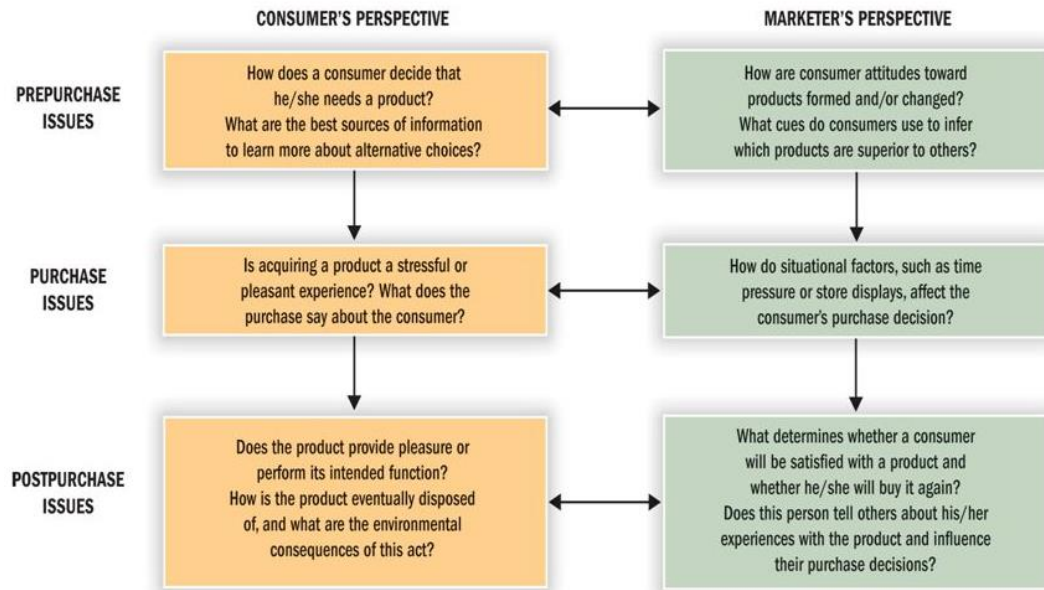 CONSUMER'S PERSPECTIVE
MARKETER'S PERSPECTIVE
PREPURCHASE
ISSUES
How does a consumer decide that
he/she needs a product?
What are the best sources of information
to learn more about alternative choices?
How are consumer attitudes toward
products formed and/or changed?
What cues do consumers use to infer
which products are superior to others?
PURCHASE
ISSUES
Is acquiring a product a stressful or
pleasant experience? What does the
purchase say about the consumer?
How do situational factors, such as time
pressure or store displays, affect the
consumer's purchase decision?
POSTPURCHASE
ISSUES
Does the product provide pleasure or
perform its intended function?
How is the product eventually disposed
of, and what are the environmental
consequences of this act?
What determines whether a consumer
will be satisfied with a product and
whether he/she will buy it again?
Does this person tell others about his/her
experiences with the product and influence
their purchase decisions?